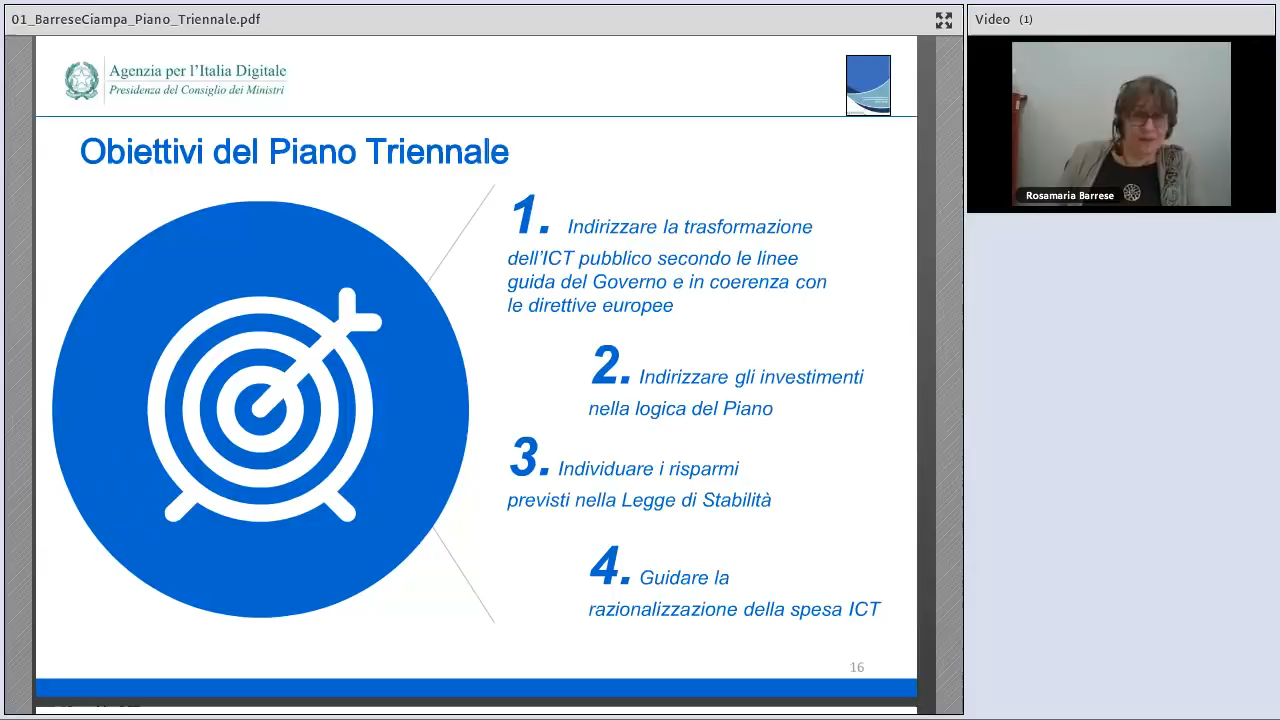 01_BarreseCiampa_Piano_Triennale.pdf
Video (1)
Agenzia per l'Italia Digitale
Presidenza del Consiglio dei Ministri
Rosamaria Barrese
Obiettivi del Piano Triennale
1. Indirizzare la trasformazione
dell'ICT pubblico secondo le linee
guida del Governo e in coerenza con
le direttive europee
2. Indirizzare gli investimenti
nella logica del Piano
3. Individuare i risparmi
previsti nella Legge di Stabilità
4. Guidare la
razionalizzazione della spesa ICT
16